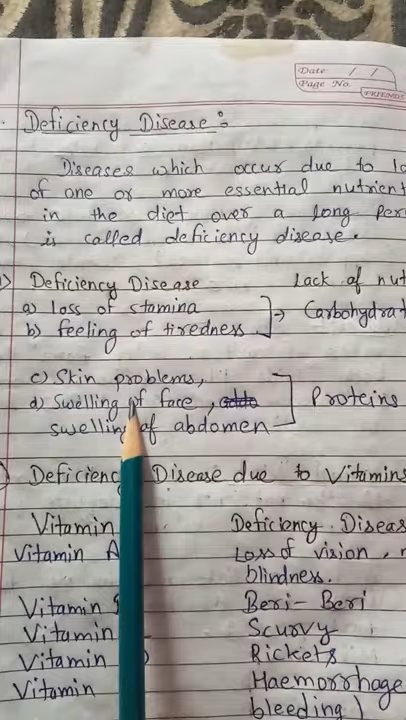 Date / /
Page No.
Deficiency Disease :
Diseases which occur due to
of one or more essential nutrient
in the diet over a long
is called deficiency disease.
Deficiency Disease Lack of
a) loss of stamina
b) feeling of tiredness → Carbohydrat
c) Skin problems,
d) Swelling of face, Proteins
swelling of abdomen
Disease due to Vitamins
Vitamin Deficiency Diseas
Vitamin A Loss of vision,
blindness.
Vitamin Beri-Beri
Vitamin Scurvy
Vitamin Rickets
Vitamin Haemorrhage
bleeding)